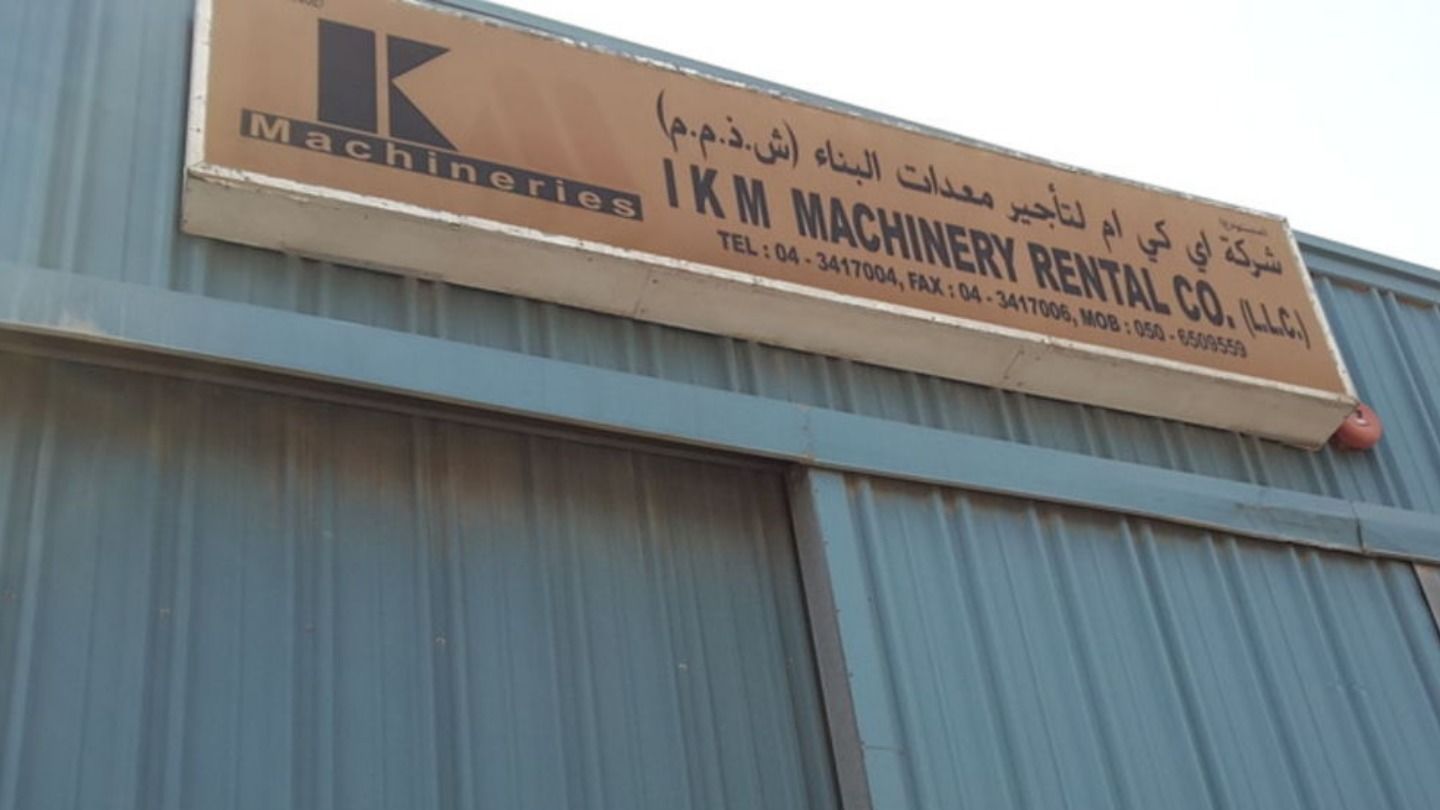 K
Machineries
شركة اي كي ام لتأجير معدات البناء (ش.ذ.م.م)
I K M MACHINERY RENTAL CO. (L.L.C.)
TEL : 04 - 3417004, FAX : 04 - 3417006, MOB : 050 - 6509559